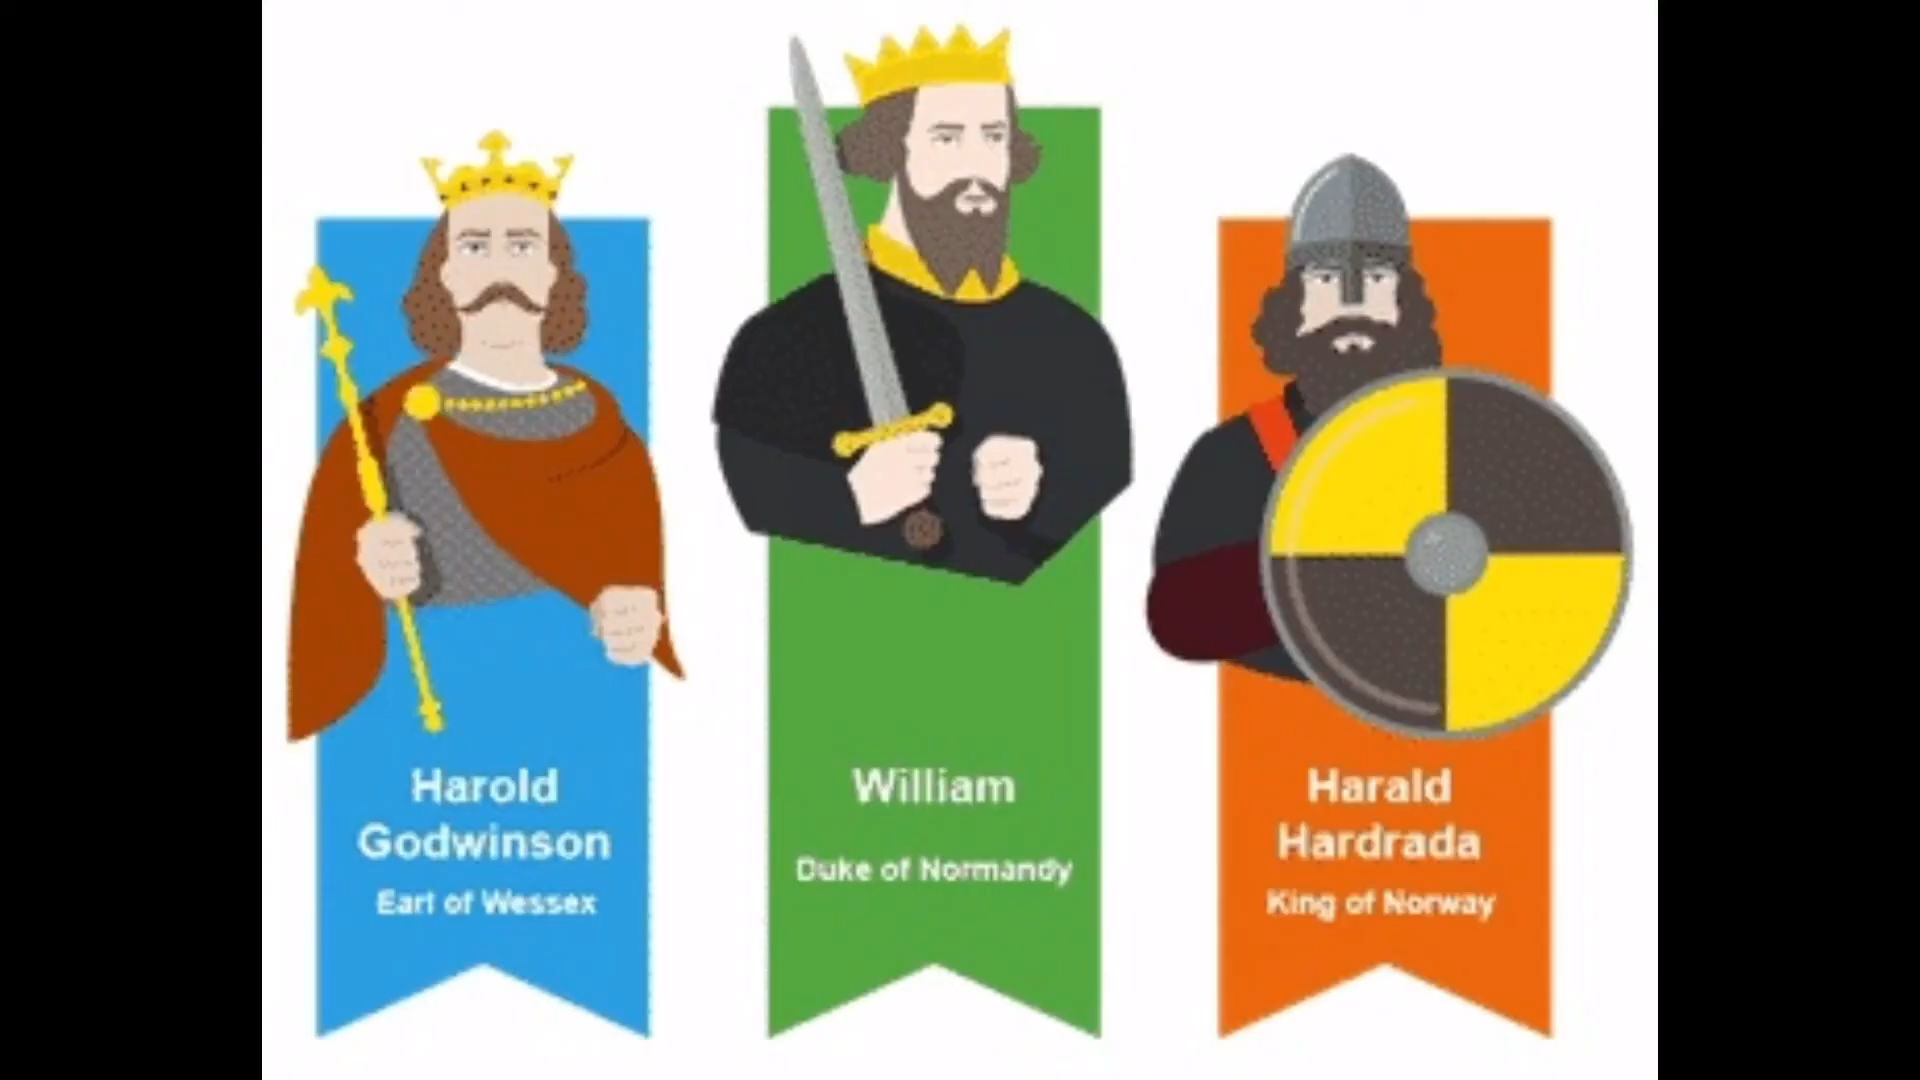 Harold
Godwinson
Earl of Wessex
William
Duke of Normandy
Harald
Hardrada
King of Norway